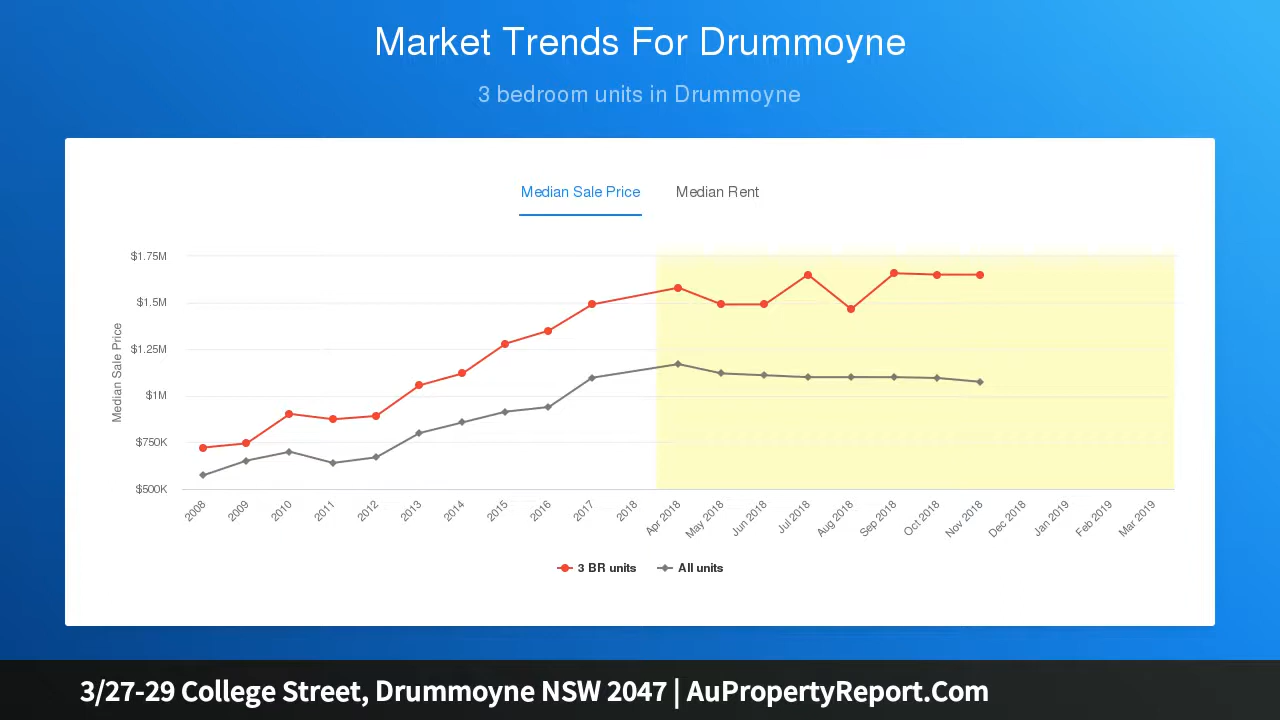 Market Trends For Drummoyne
3 bedroom units in Drummoyne
Median Sale Price Median Rent
Median Sale Price
$1.75M
$1.5M
$1.25M
$1M
$750K
$500K
2008 2009 2010 2011 2012 2013 2014 2015 2016 2017 2018 Apr 2018 May 2018 Jun 2018 Jul 2018 Aug 2018 Sep 2018 Oct 2018 Nov 2018 Dec 2018 Jan 2019 Feb 2019 Mar 2019
3 BR units All units
3/27-29 College Street, Drummoyne NSW 2047 | AuPropertyReport.Com